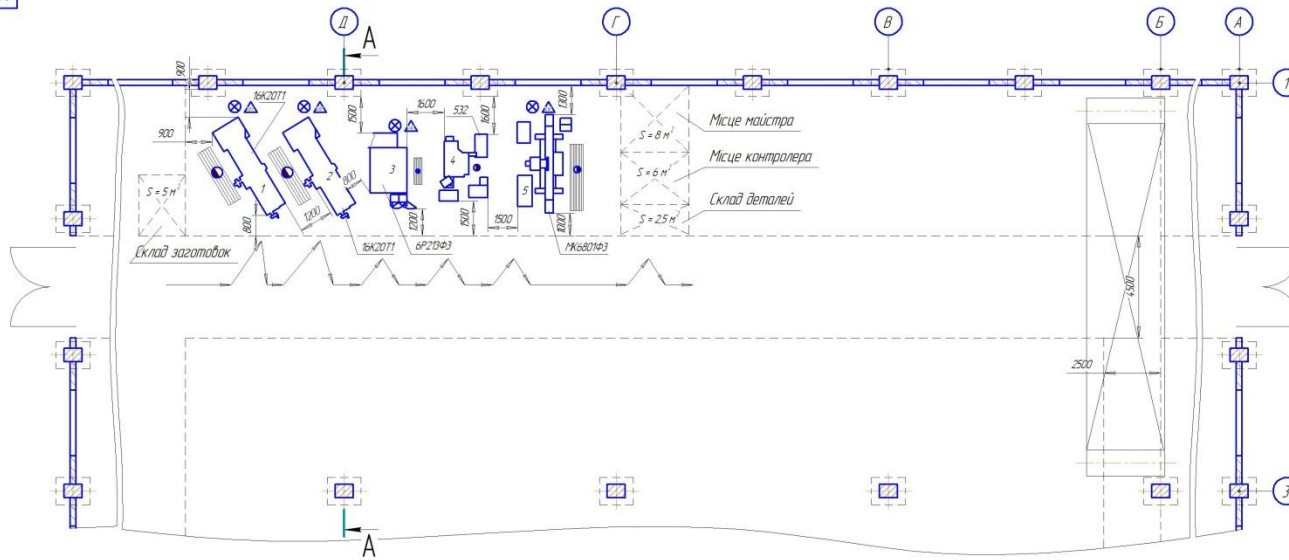 Д
Г
В
Б
А
А
1
900
16К20Т1
1500
1600
532
1600
1300
900
S = 8 м²
Місце майстра
3
4
S = 6 м²
Місце контролера
S = 5 м²
1
2
800
5
S = 2,5 м²
Склад деталей
800
1200
1200
1500
1500
1000
Склад заготовок
16К20Т1
6Р213Ф3
МК6801Ф3
4500
2500
3
А